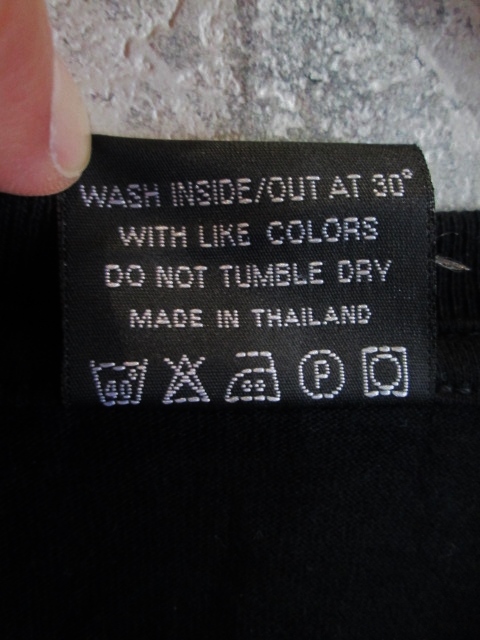 WASH INSIDE/OUT AT 30°
WITH LIKE COLORS
DO NOT TUMBLE DRY
MADE IN THAILAND
P